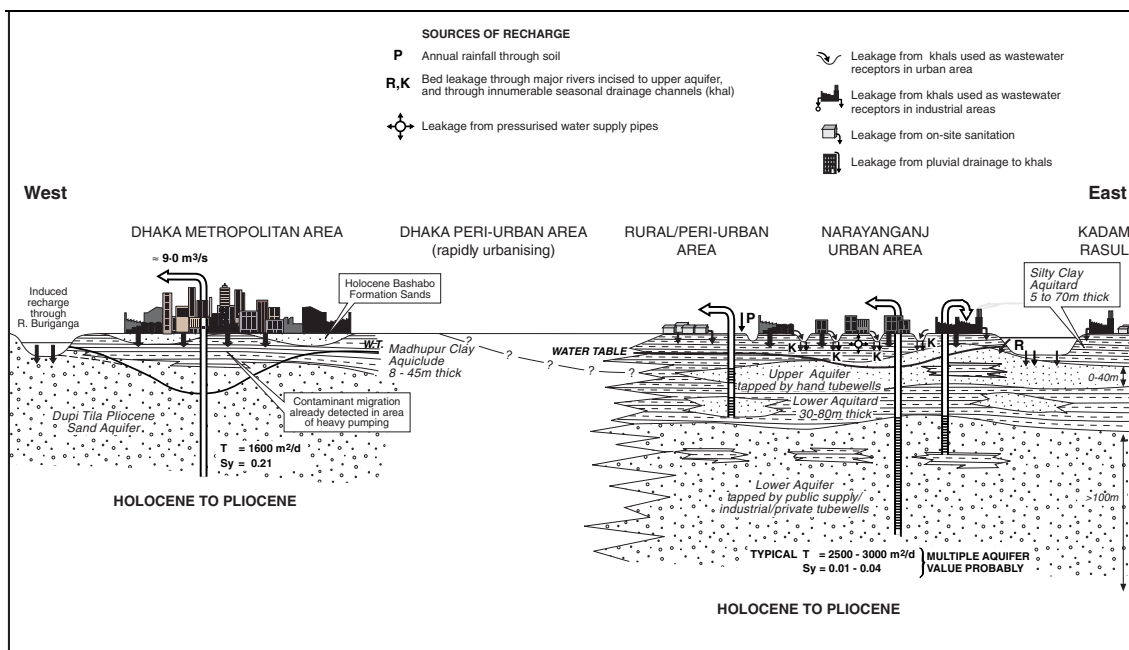 SOURCES OF RECHARGE
P Annual rainfall through soil
R,K Bed leakage through major rivers incised to upper aquifer,
and through innumerable seasonal drainage channels (khal)
Leakage from pressurised water supply pipes
Leakage from khals used as wastewater
receptors in urban area
Leakage from khals used as wastewater
receptors in industrial areas
Leakage from on-site sanitation
Leakage from pluvial drainage to khals
West
East
DHAKA METROPOLITAN AREA
DHAKA PERI-URBAN AREA
(rapidly urbanising)
RURAL/PERI-URBAN
AREA
NARAYANGANJ
URBAN AREA
KADAM
RASUL
≈ 9·0 m3/s
Induced
recharge
through
R. Buriganga
Holocene Bashabo
Formation Sands
Silty Clay
Aquitard
5 to 70m thick
P
K
K
K
K
R
W.T.
Madhupur Clay
Aquiclude
8 - 45m thick
?
?
?
?
?
WATER TABLE
Upper Aquifer
tapped by hand tubewells
0-40m
Lower Aquitard
30-80m thick
Contaminant migration
already detected in area
of heavy pumping
Dupi Tila Pliocene
Sand Aquifer
T = 1600 m2/d
Sy = 0.21
HOLOCENE TO PLIOCENE
Lower Aquifer
tapped by public supply/
industrial/private tubewells
>100m
TYPICAL T = 2500 - 3000 m2/d
Sy = 0.01 - 0.04
MULTIPLE AQUIFER
VALUE PROBABLY
HOLOCENE TO PLIOCENE